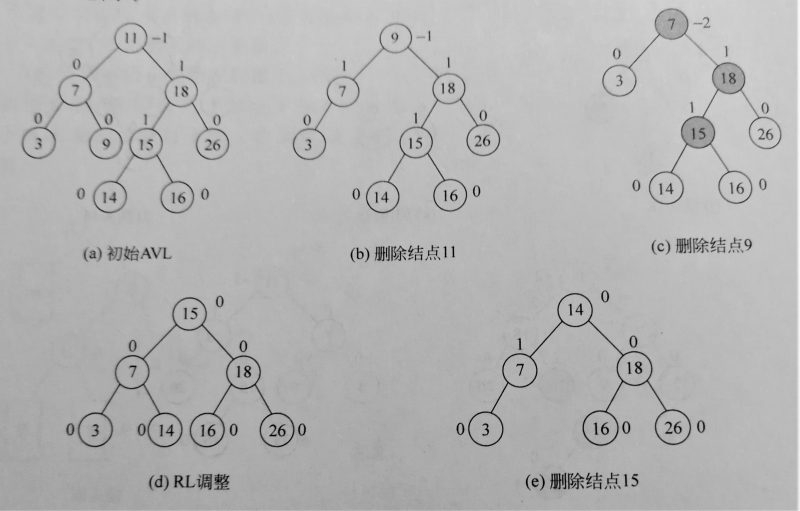 11 -1
0 7 1 18
0 3 0 9 1 15 0 26
0 14 16 0
(a) 初始AVL
9 -1
1 7 1 18
0 3 1 15 0 26
0 14 16 0
(b) 删除结点11
7 -2
0 3 1 18
1 15 0 26
0 14 16 0
(c) 删除结点9
15 0
0 7 0 18
0 3 0 14 16 0 26 0
(d) RL调整
14 0
1 7 0 18
0 3 16 0 26 0
(e) 删除结点15